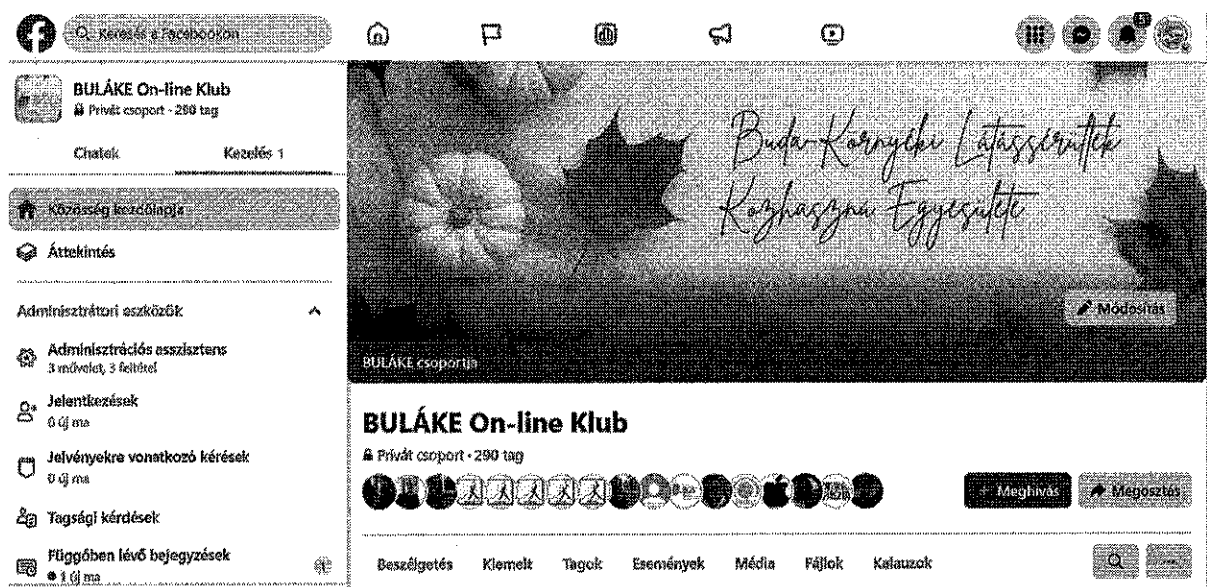 Keresés a Facebookon
BULÁKE On-line Klub
Privát csoport · 290 tag
Chatek
Kezelés 1
Közösség kezdőlapja
Áttekintés
Adminisztrátori eszközök
Adminisztrációs asszisztens
3 művelet, 3 feltétel
Jelentkezések
0 új ma
Jelvényekre vonatkozó kérések
0 új ma
Tagsági kérdések
Függőben lévő bejegyzések
1 új ma
Buda-Környéki Látássérültek
Közhasznú Egyesülete
Módosítás
BULÁKE csoportja
BULÁKE On-line Klub
Privát csoport · 290 tag
+ Meghívás
Megosztás
Beszélgetés
Kiemelt
Tagok
Események
Média
Fájlok
Kalauzok